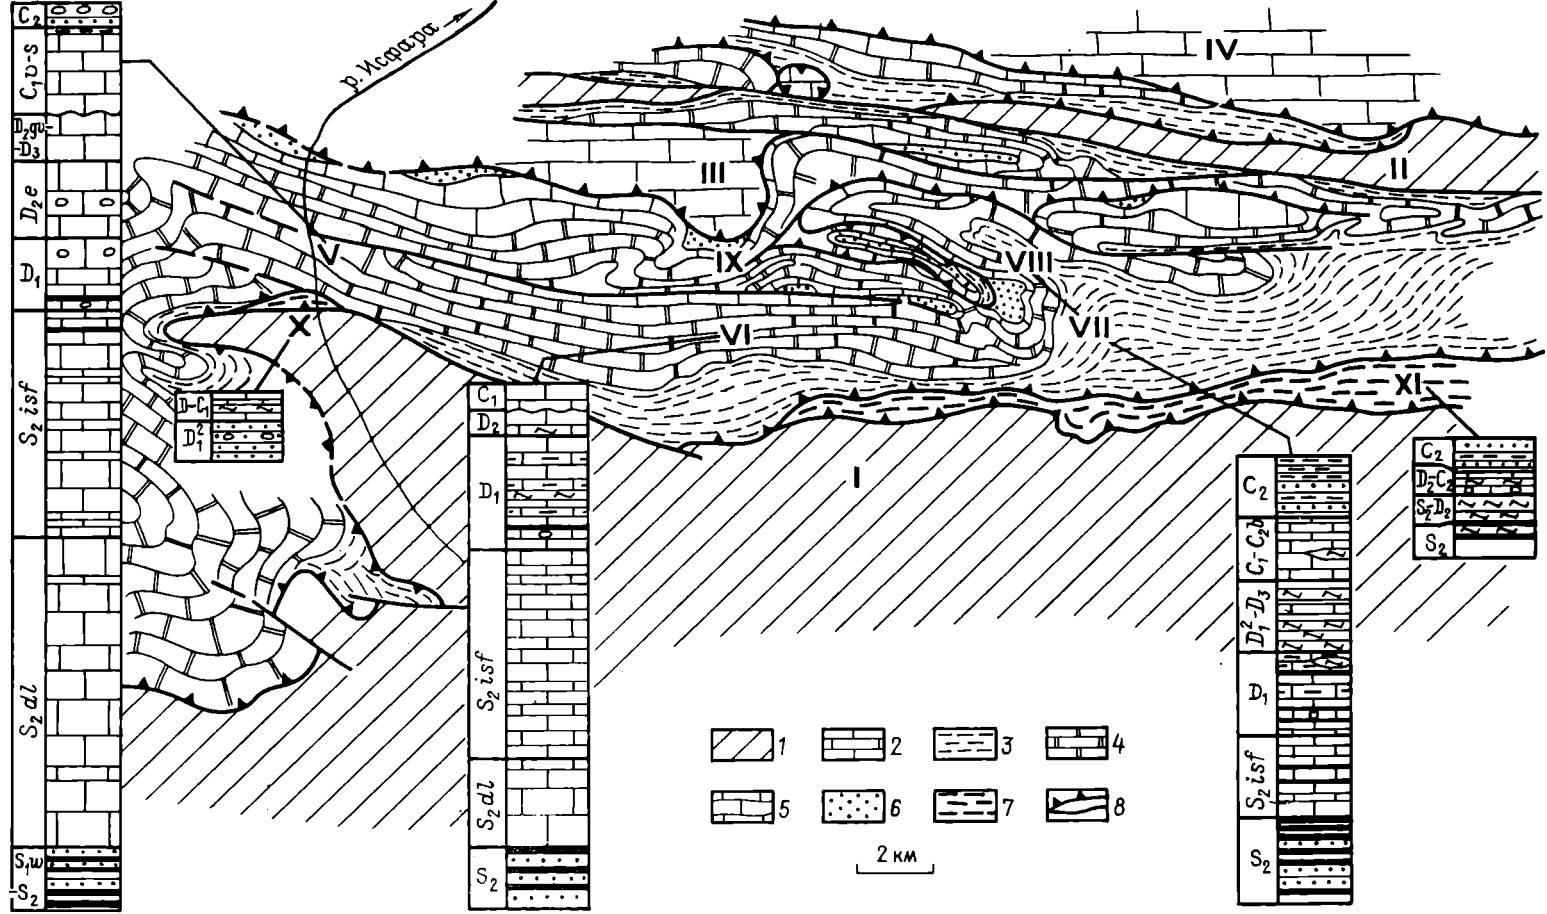 C₂
C₁v-s
D₂gv-
-D₃
D₂e
D₁
S₂isf
S₂dl
S₁w
-S₂
р. Исфара
IV
II
III
V
IX
VIII
VII
VI
X
XI
I
D-C₁
D₁²
C₁
D₂
D₁
S₂isf
S₂dl
S₂
C₂
C₁-C₂b
D₁²-D₃
D₁
S₂isf
S₂
C₂
D₂-C₂
S₂-D₂
S₂
1
2
3
4
5
6
7
8
2 км